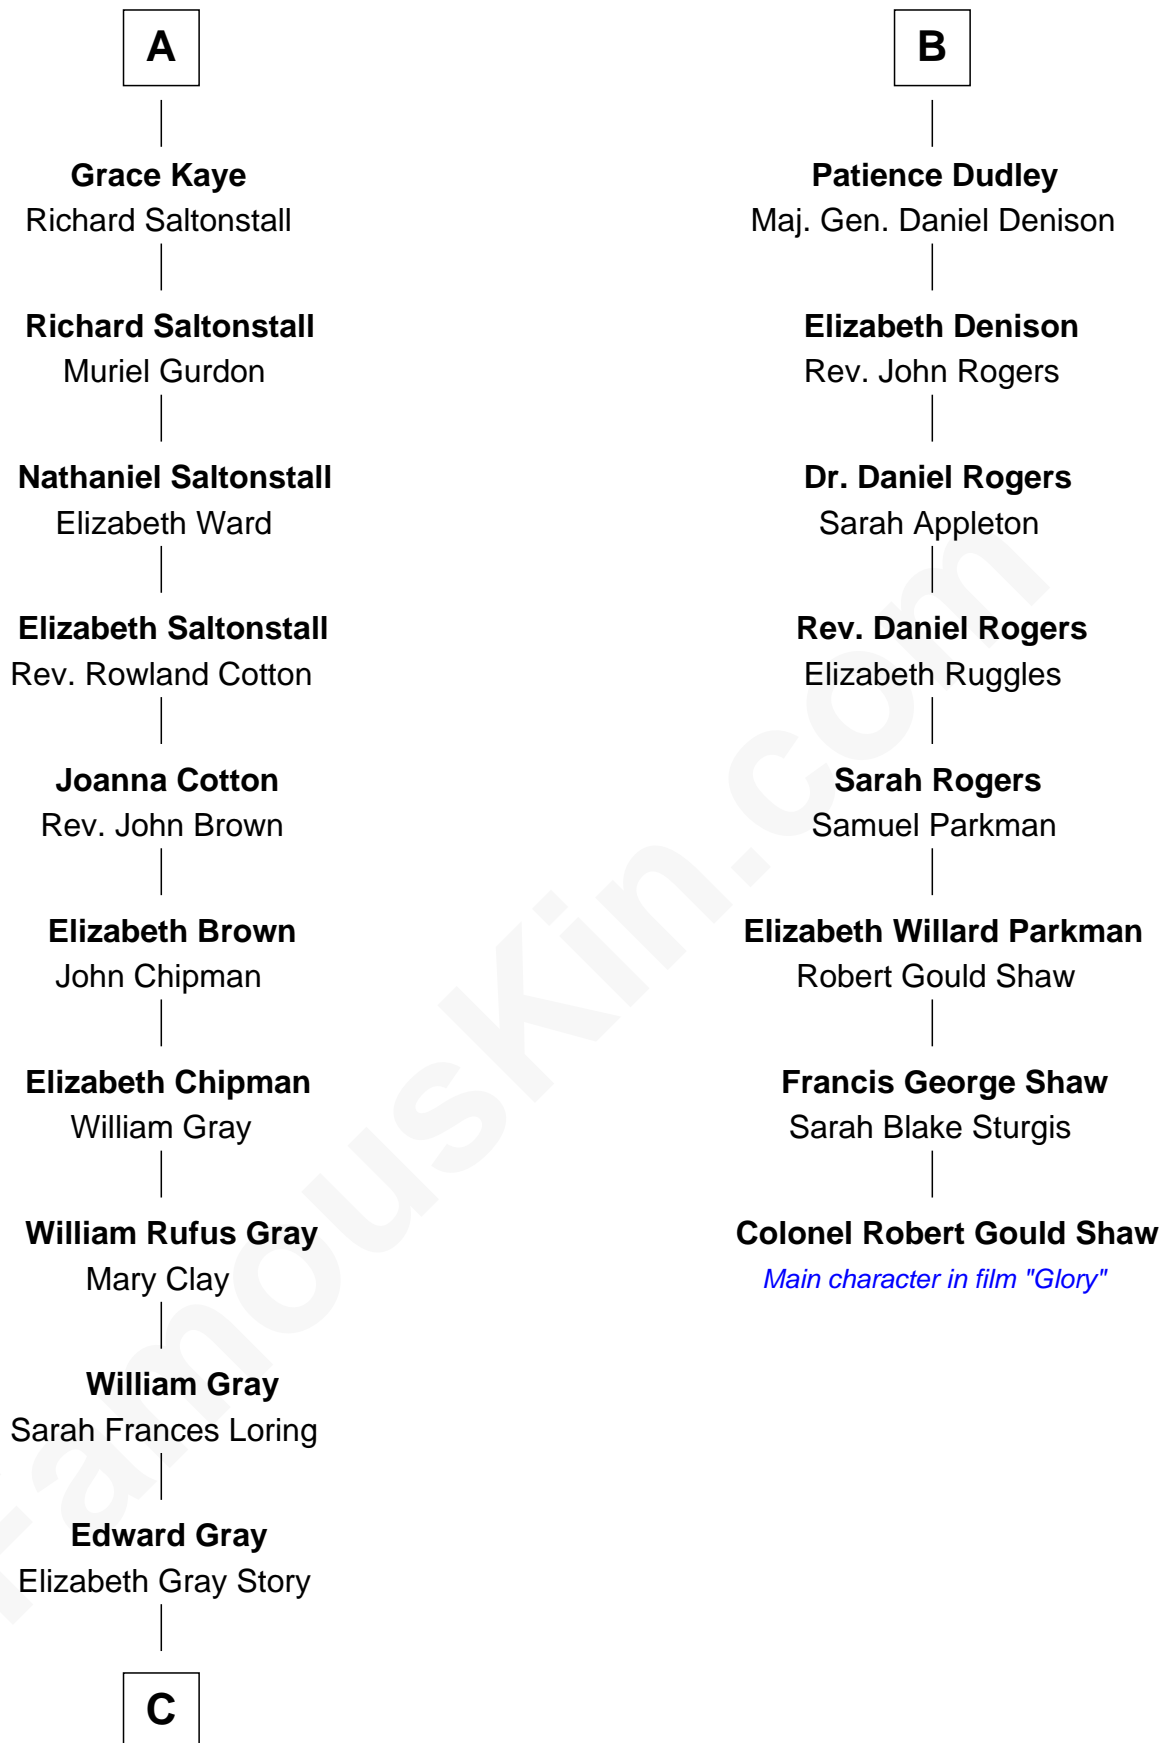 A
Grace Kaye
Richard Saltonstall
Richard Saltonstall
Muriel Gurdon
Nathaniel Saltonstall
Elizabeth Ward
Elizabeth Saltonstall
Rev. Rowland Cotton
Joanna Cotton
Rev. John Brown
Elizabeth Brown
John Chipman
Elizabeth Chipman
William Gray
William Rufus Gray
Mary Clay
William Gray
Sarah Frances Loring
Edward Gray
Elizabeth Gray Story
C
B
Patience Dudley
Maj. Gen. Daniel Denison
Elizabeth Denison
Rev. John Rogers
Dr. Daniel Rogers
Sarah Appleton
Rev. Daniel Rogers
Elizabeth Ruggles
Sarah Rogers
Samuel Parkman
Elizabeth Willard Parkman
Robert Gould Shaw
Francis George Shaw
Sarah Blake Sturgis
Colonel Robert Gould Shaw
Main character in film "Glory"
FamousKin.com